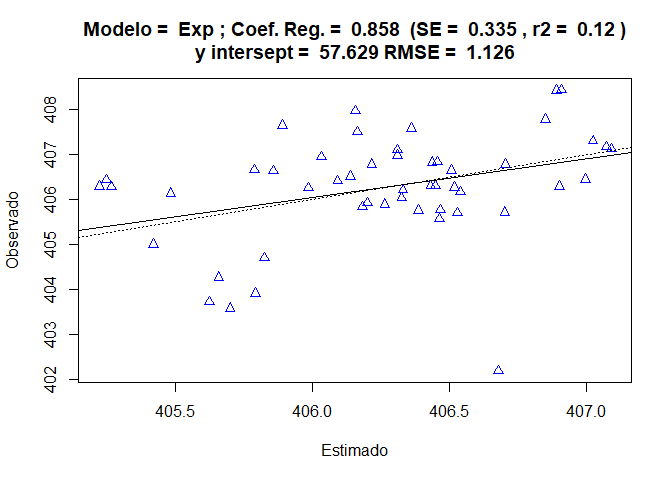 Modelo = Exp ; Coef. Reg. = 0.858 (SE = 0.335 , r2 = 0.12 )
y intersept = 57.629 RMSE = 1.126
408
407
406
405
404
403
402
Observado
405.5 406.0 406.5 407.0
Estimado